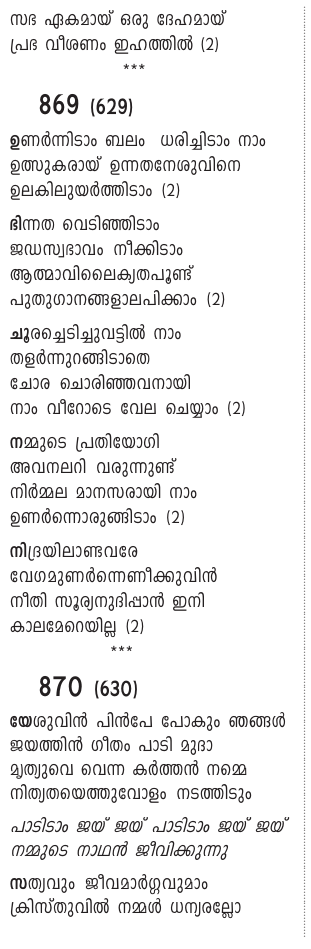 സഭ ഏകമായ് ഒരു ദേഹമായ്
പ്രഭ വീശണം ഇഹത്തിൽ (2)
***
869 (629)
ഉണർന്നിടാം ബലം ധരിച്ചിടാം നാം
ഉത്സുകരായ് ഉന്നതനേശുവിനെ
ഉലകിലുയർത്തിടാം (2)
ഭിന്നത വെടിഞ്ഞിടാം
ജഡസ്വഭാവം നീക്കിടാം
ആത്മാവിലൈക്യതപൂണ്ട്
പുതുഗാനങ്ങളാലപിക്കാം (2)
ചൂരച്ചെടിച്ചുവട്ടിൽ നാം
തളർന്നുറങ്ങിടാതെ
ചോര ചൊരിഞ്ഞവനായി
നാം വീറോടെ വേല ചെയ്യാം (2)
നമ്മുടെ പ്രതിയോഗി
അവനലറി വരുന്നുണ്ട്
നിർമ്മല മാനസരായി നാം
ഉണർന്നൊരുങ്ങിടാം (2)
നിദ്രയിലാണ്ടവരേ
വേഗമുണർന്നെണീക്കുവിൻ
നീതി സൂര്യനുദിപ്പാൻ ഇനി
കാലമേറെയില്ല (2)
***
870 (630)
യേശുവിൻ പിൻപേ പോകും ഞങ്ങൾ
ജയത്തിൻ ഗീതം പാടി മുദാ
മൃത്യുവെ വെന്ന കർത്തൻ നമ്മെ
നിത്യതയെത്തുവോളം നടത്തിടും
പാടിടാം ജയ് ജയ് പാടിടാം ജയ് ജയ്
നമ്മുടെ നാഥൻ ജീവിക്കുന്നു
സത്യവും ജീവമാർഗ്ഗവുമാം
ക്രിസ്തുവിൽ നമ്മൾ ധന്യരല്ലോ